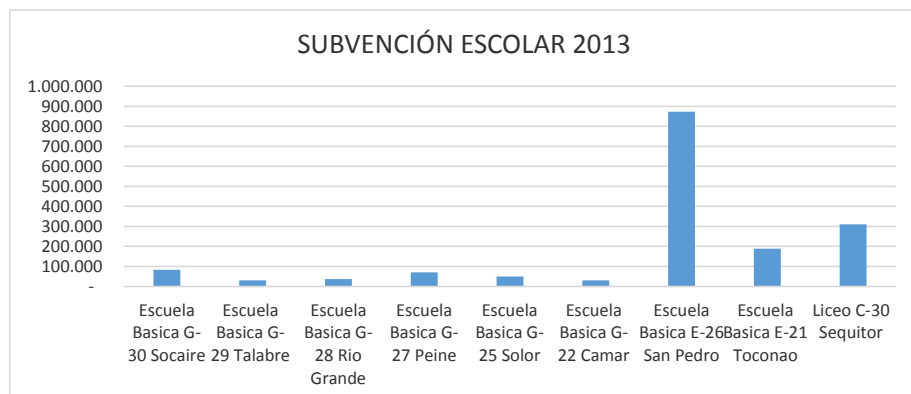 SUBVENCIÓN ESCOLAR 2013
1.000.000
900.000
800.000
700.000
600.000
500.000
400.000
300.000
200.000
100.000
-
Escuela
Basica G-
30 Socaire
Escuela
Basica G-
29 Talabre
Escuela
Basica G-
28 Rio
Grande
Escuela
Basica G-
27 Peine
Escuela
Basica G-
25 Solor
Escuela
Basica G-
22 Camar
Escuela
Basica E-26
San Pedro
Escuela
Basica E-21
Toconao
Liceo C-30
Sequitor